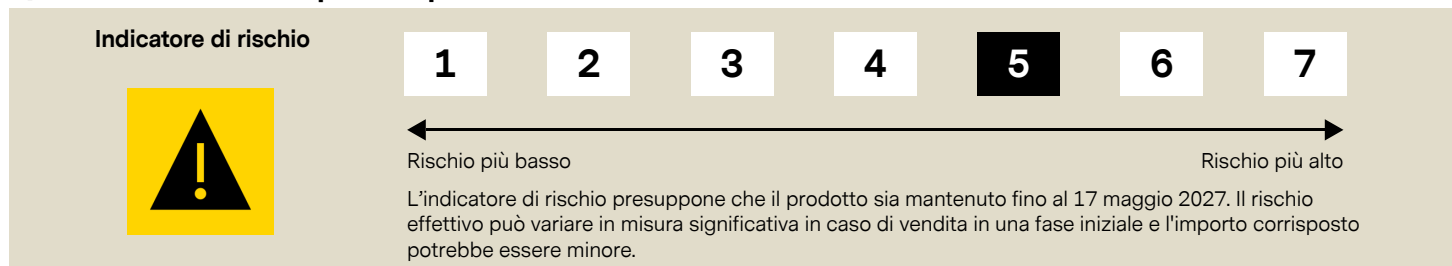 Indicatore di rischio
1 2 3 4 5 6 7
Rischio più basso Rischio più alto
L'indicatore di rischio presuppone che il prodotto sia mantenuto fino al 17 maggio 2027. Il rischio
effettivo può variare in misura significativa in caso di vendita in una fase iniziale e l'importo corrisposto
potrebbe essere minore.